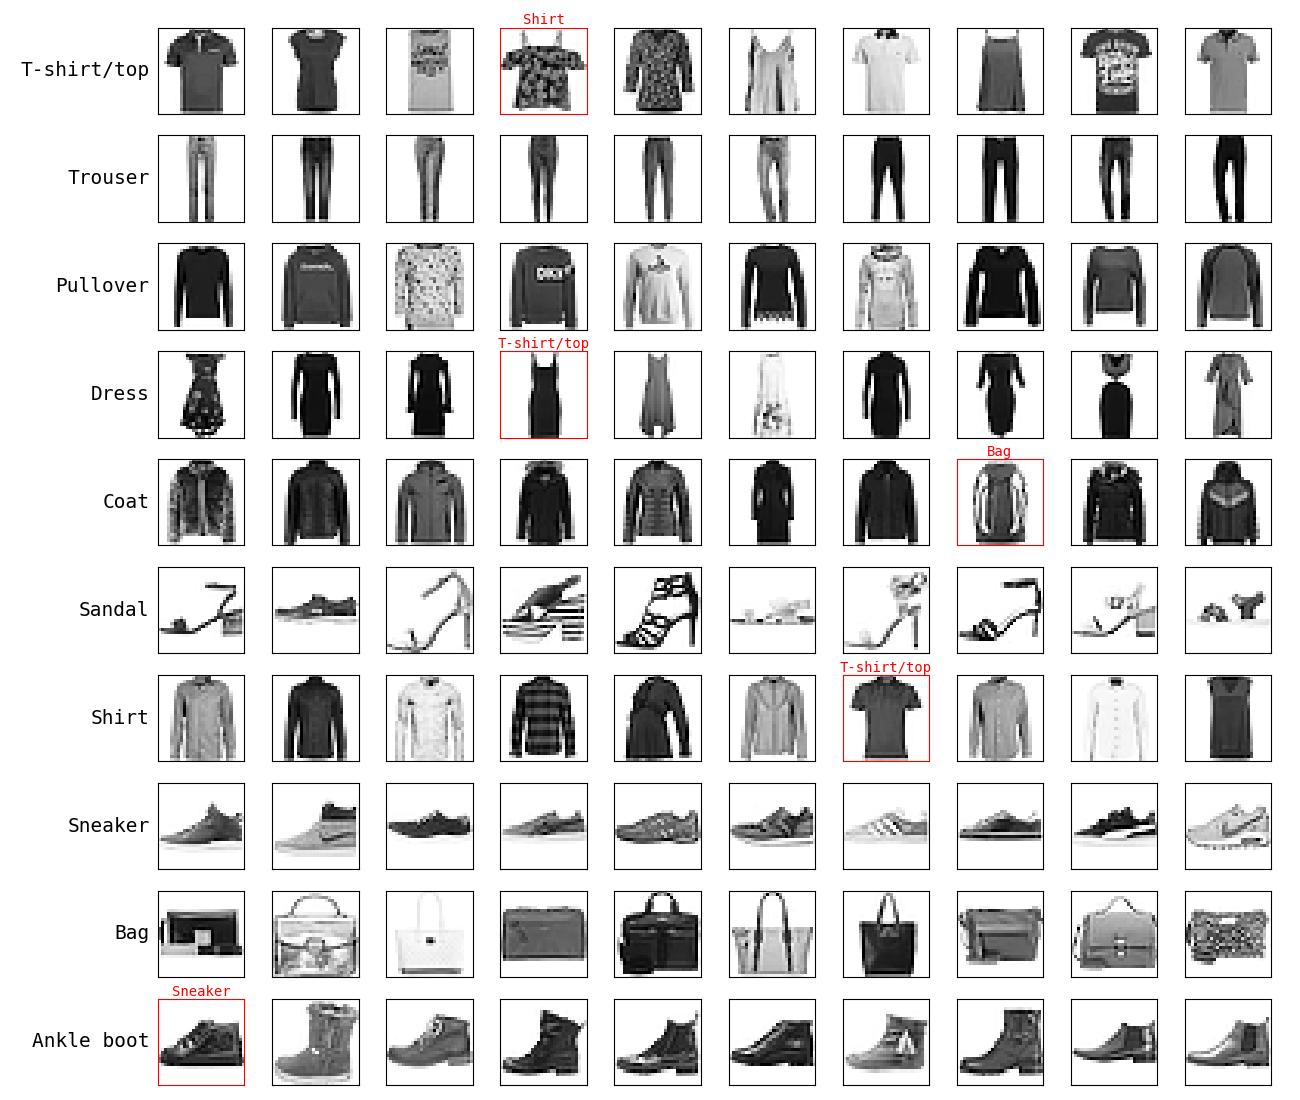 Shirt
T-shirt/top
Trouser
Pullover
DKNY
T-shirt/top
Dress
Bag
Coat
Sandal
T-shirt/top
Shirt
Sneaker
Bag
Sneaker
Ankle boot